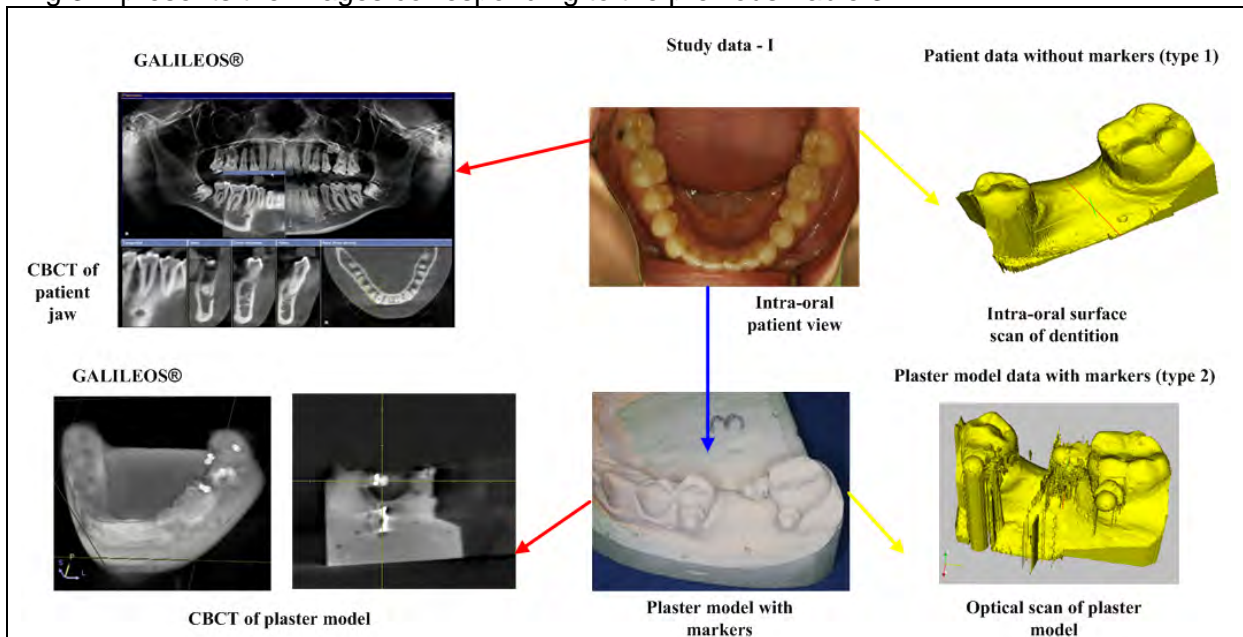 GALILEOS®
Study data - I
Patient data without markers (type 1)
CBCT of
patient
jaw
Intra-oral
patient view
Intra-oral surface
scan of dentition
GALILEOS®
Plaster model data with markers (type 2)
3
P
S
L
CBCT of plaster model
Plaster model with
markers
Optical scan of plaster
model